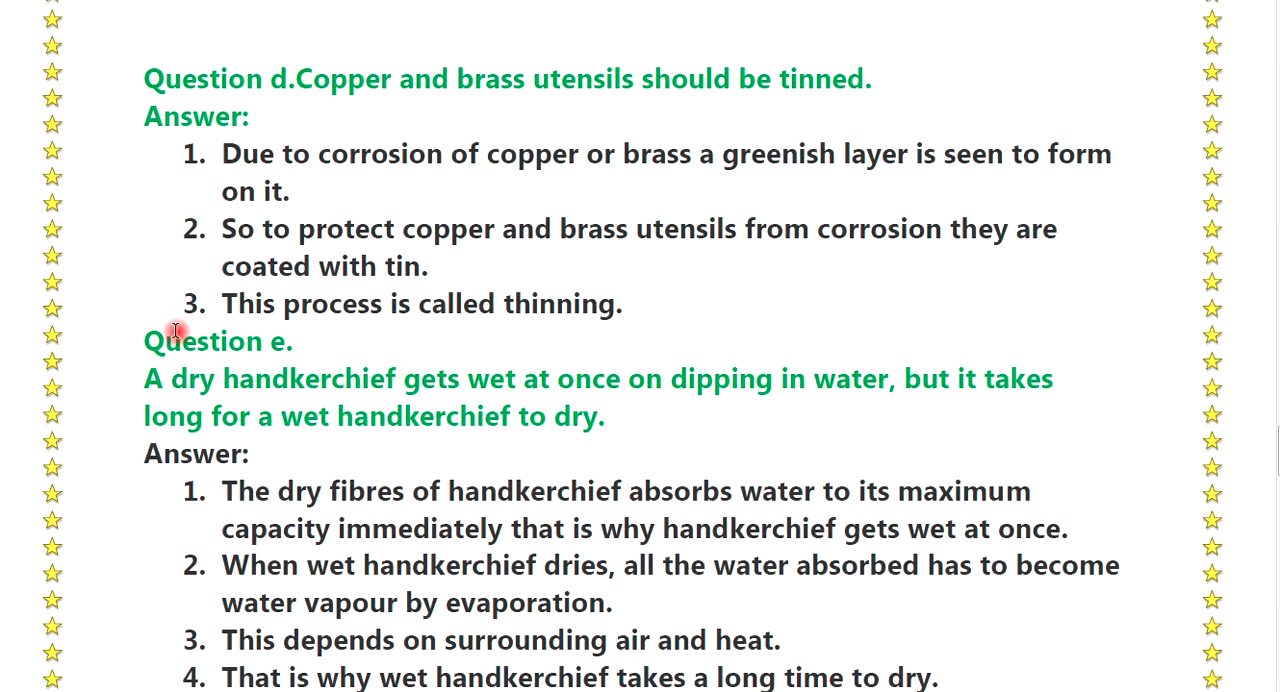 Question d.Copper and brass utensils should be tinned.
Answer:
1. Due to corrosion of copper or brass a greenish layer is seen to form
on it.
2. So to protect copper and brass utensils from corrosion they are
coated with tin.
3. This process is called thinning.
Question e.
A dry handkerchief gets wet at once on dipping in water, but it takes
long for a wet handkerchief to dry.
Answer:
1. The dry fibres of handkerchief absorbs water to its maximum
capacity immediately that is why handkerchief gets wet at once.
2. When wet handkerchief dries, all the water absorbed has to become
water vapour by evaporation.
3. This depends on surrounding air and heat.
4. That is why wet handkerchief takes a long time to dry.